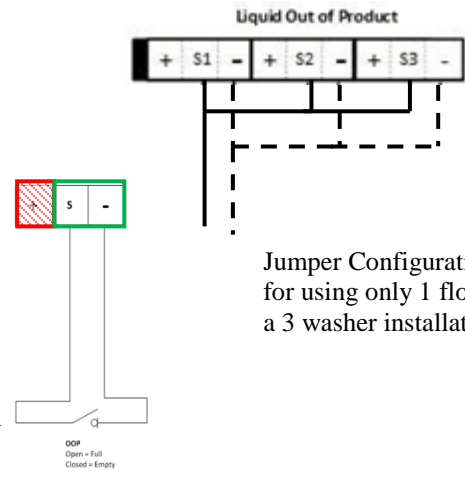 Liquid Out of Product
+ S1 - + S2 - + S3 -
+ S -
Jumper Configurati
for using only 1 flo
a 3 washer installat
OOP
Open = Full
Closed = Empty